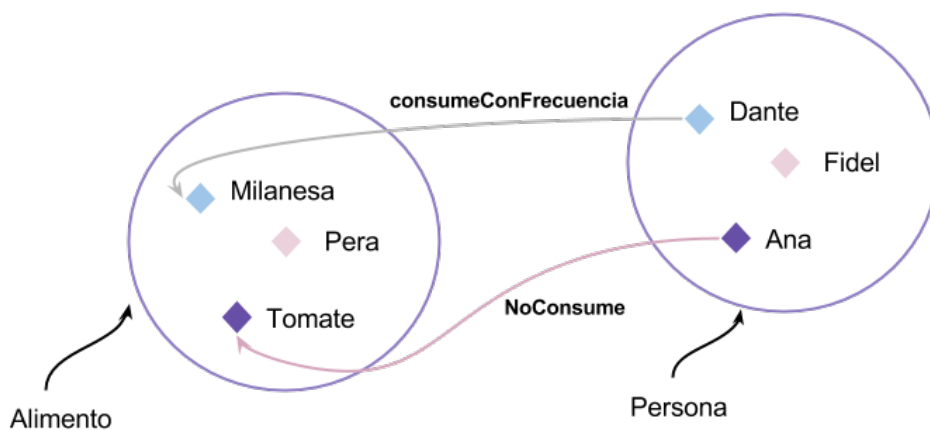 consumeConFrecuencia
Dante
Fidel
Milanesa
Pera
Ana
Tomate
NoConsume
Alimento
Persona